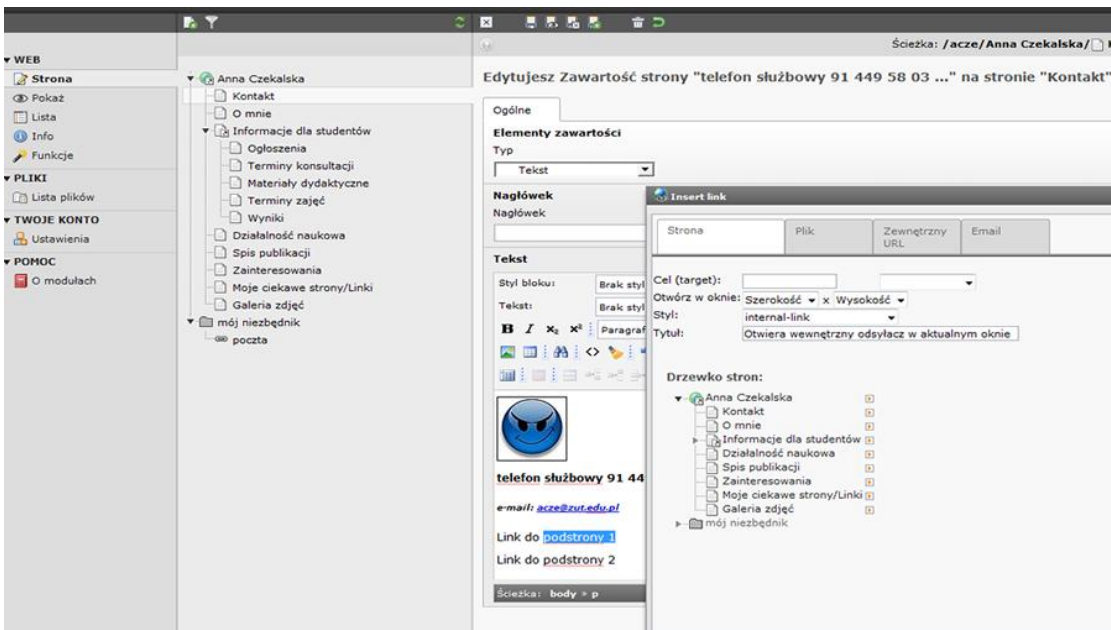 Ścieżka: /acze/Anna Czekalska/
WEB
Strona
Pokaż
Lista
Info
Funkcje
PLIKI
Lista plików
TWOJE KONTO
Ustawienia
POMOC
O modułach
Anna Czekalska
Kontakt
O mnie
Informacje dla studentów
Ogłoszenia
Terminy konsultacji
Materiały dydaktyczne
Terminy zajęć
Wyniki
Działalność naukowa
Spis publikacji
Zainteresowania
Moje ciekawe strony/Linki
Galeria zdjęć
mój niezbędnik
poczta
Edytujesz Zawartość strony "telefon służbowy 91 449 58 03 ..." na stronie "Kontakt"
Ogólne
Elementy zawartości
Typ
Tekst
Nagłówek
Nagłówek
Tekst
Styl bloku: Brak styl
Tekst: Brak styl
B I x₂ x² Paragraf
telefon służbowy 91 44
e-mail: acze@zut.edu.pl
Link do podstrony 1
Link do podstrony 2
Ścieżka: body » p
Insert link
Strona Plik Zewnętrzny URL Email
Cel (target):
Otwórz w oknie: Szerokość x Wysokość
Styl: internal-link
Tytuł: Otwiera wewnętrzny odsyłacz w aktualnym oknie
Drzewko stron:
Anna Czekalska
Kontakt
O mnie
Informacje dla studentów
Działalność naukowa
Spis publikacji
Zainteresowania
Moje ciekawe strony/Linki
Galeria zdjęć
mój niezbędnik